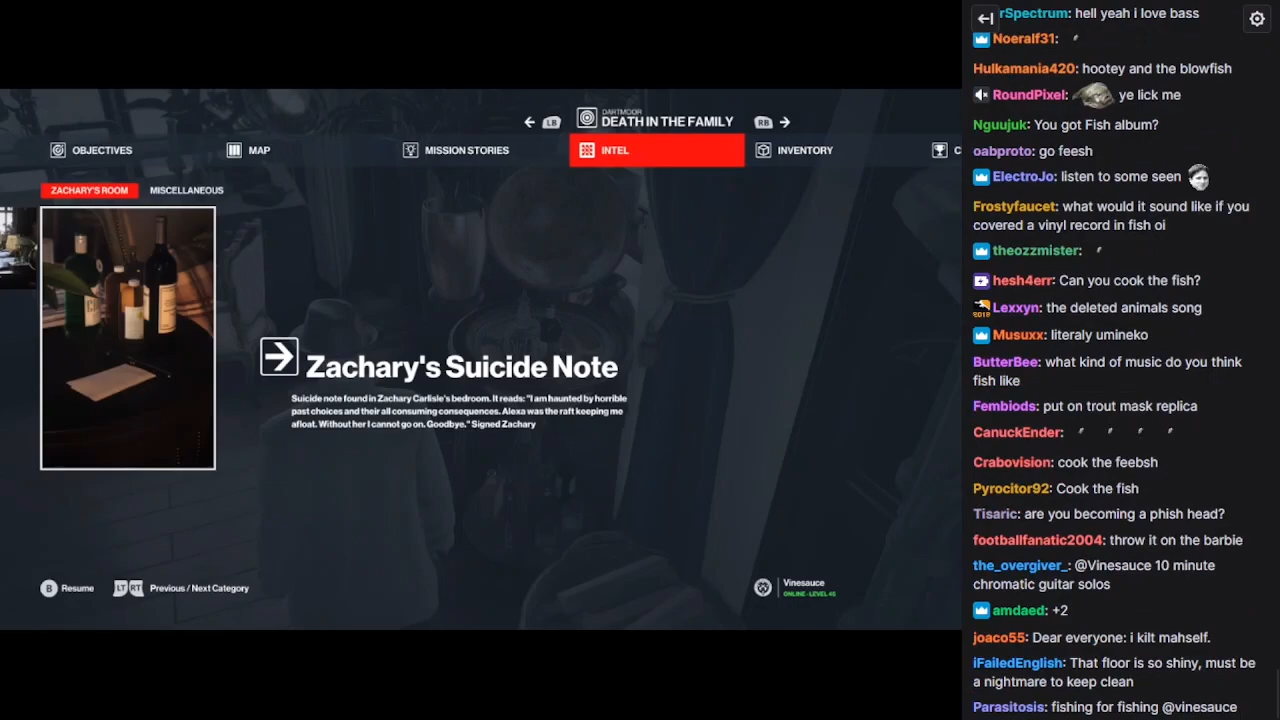 DARTMOOR
LB DEATH IN THE FAMILY RB
OBJECTIVES MAP MISSION STORIES INTEL INVENTORY C
ZACHARY'S ROOM MISCELLANEOUS
Zachary's Suicide Note
Suicide note found in Zachary Carlisle's bedroom. It reads: "I am haunted by horrible
past choices and their all consuming consequences. Alexa was the raft keeping me
afloat. Without her I cannot go on. Goodbye." Signed Zachary
B Resume LT RT Previous / Next Category
Vinesauce
ONLINE - LEVEL 45
rSpectrum: hell yeah i love bass
Noeralf31:
Hulkamania420: hootey and the blowfish
RoundPixel: ye lick me
Nguujuk: You got Fish album?
oabproto: go feesh
ElectroJo: listen to some seen
Frostyfaucet: what would it sound like if you
covered a vinyl record in fish oi
theozzmister:
hesh4err: Can you cook the fish?
2013 Lexxyn: the deleted animals song
Musuxx: literaly umineko
ButterBee: what kind of music do you think
fish like
Fembiods: put on trout mask replica
CanuckEnder:
Crabovision: cook the feebsh
Pyrocitor92: Cook the fish
Tisaric: are you becoming a phish head?
footballfanatic2004: throw it on the barbie
the_overgiver_: @Vinesauce 10 minute
chromatic guitar solos
amdaed: +2
joaco55: Dear everyone: i kilt mahself.
iFailedEnglish: That floor is so shiny, must be
a nightmare to keep clean
Parasitosis: fishing for fishing @vinesauce